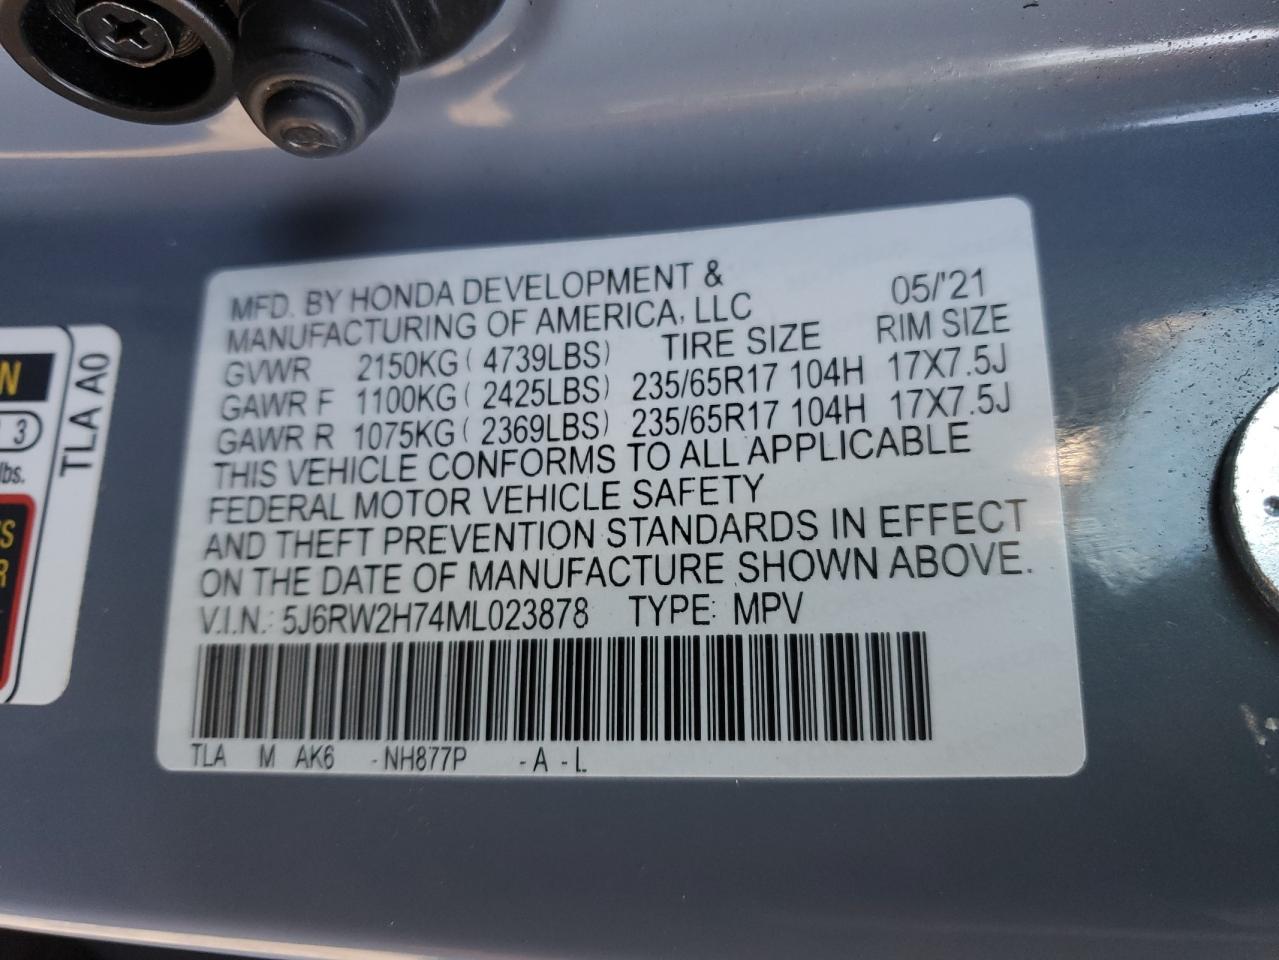 MFD. BY HONDA DEVELOPMENT & 05/'21
MANUFACTURING OF AMERICA, LLC
TIRE SIZE RIM SIZE
GVWR 2150KG ( 4739LBS)
GAWR F 1100KG ( 2425LBS) 235/65R17 104H 17X7.5J
GAWR R 1075KG ( 2369LBS) 235/65R17 104H 17X7.5J
THIS VEHICLE CONFORMS TO ALL APPLICABLE
FEDERAL MOTOR VEHICLE SAFETY
AND THEFT PREVENTION STANDARDS IN EFFECT
ON THE DATE OF MANUFACTURE SHOWN ABOVE.
V.I.N.: 5J6RW2H74ML023878 TYPE: MPV
TLA M AK6 -NH877P -A -L
TLA A0
N
3
lbs.
S
R